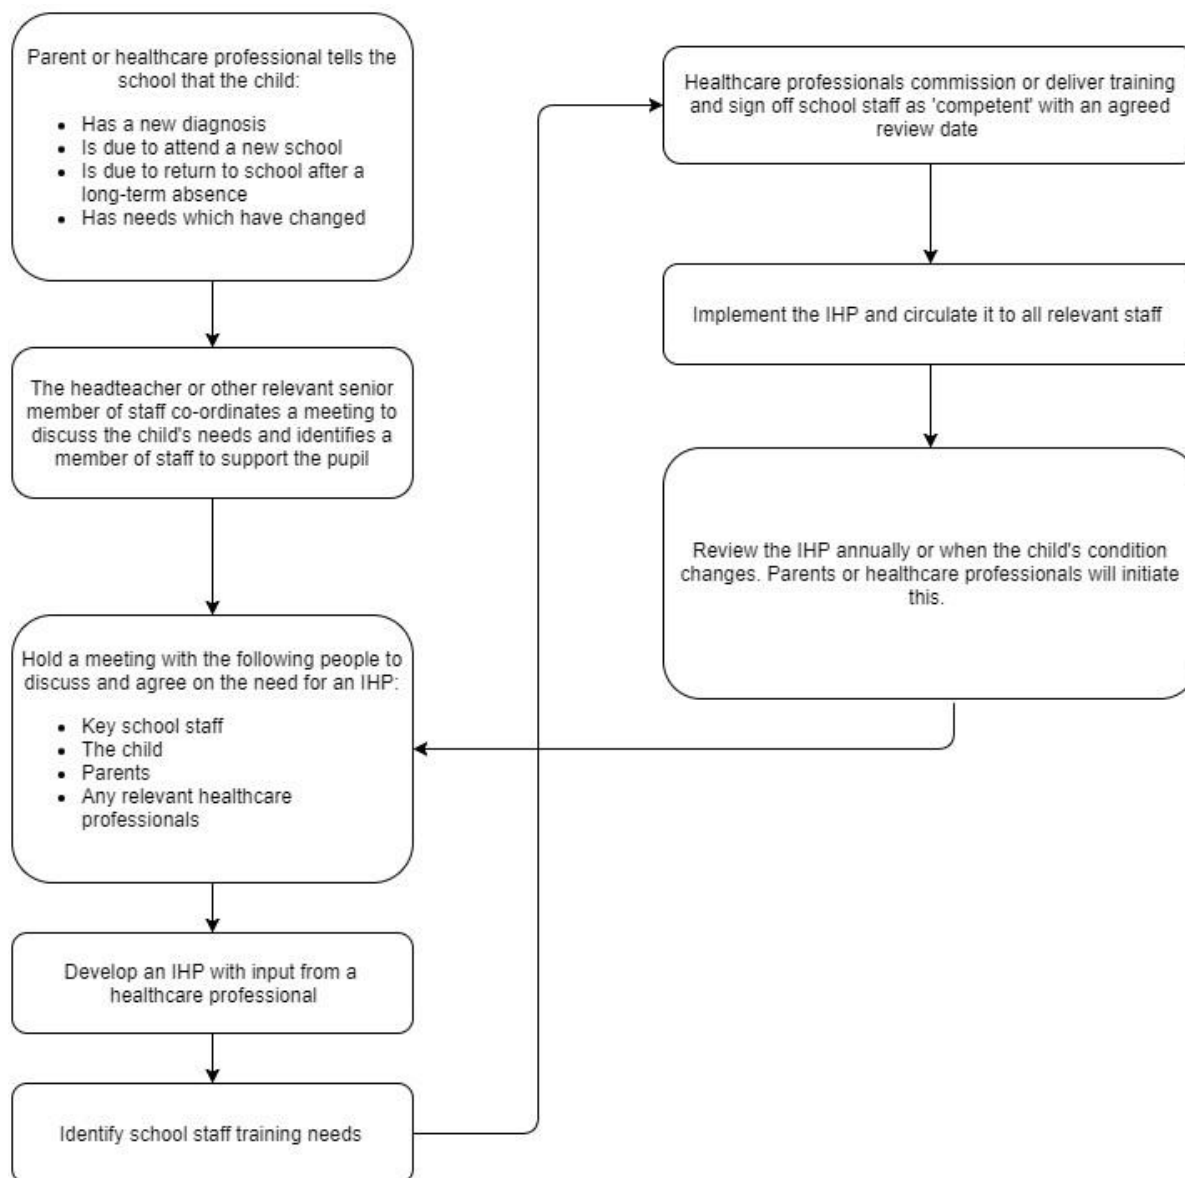 Parent or healthcare professional tells the
school that the child:
• Has a new diagnosis
• Is due to attend a new school
• Is due to return to school after a
long-term absence
• Has needs which have changed
The headteacher or other relevant senior
member of staff co-ordinates a meeting to
discuss the child's needs and identifies a
member of staff to support the pupil
Hold a meeting with the following people to
discuss and agree on the need for an IHP:
• Key school staff
• The child
• Parents
• Any relevant healthcare
professionals
Develop an IHP with input from a
healthcare professional
Identify school staff training needs
Healthcare professionals commission or deliver training
and sign off school staff as 'competent' with an agreed
review date
Implement the IHP and circulate it to all relevant staff
Review the IHP annually or when the child's condition
changes. Parents or healthcare professionals will initiate
this.